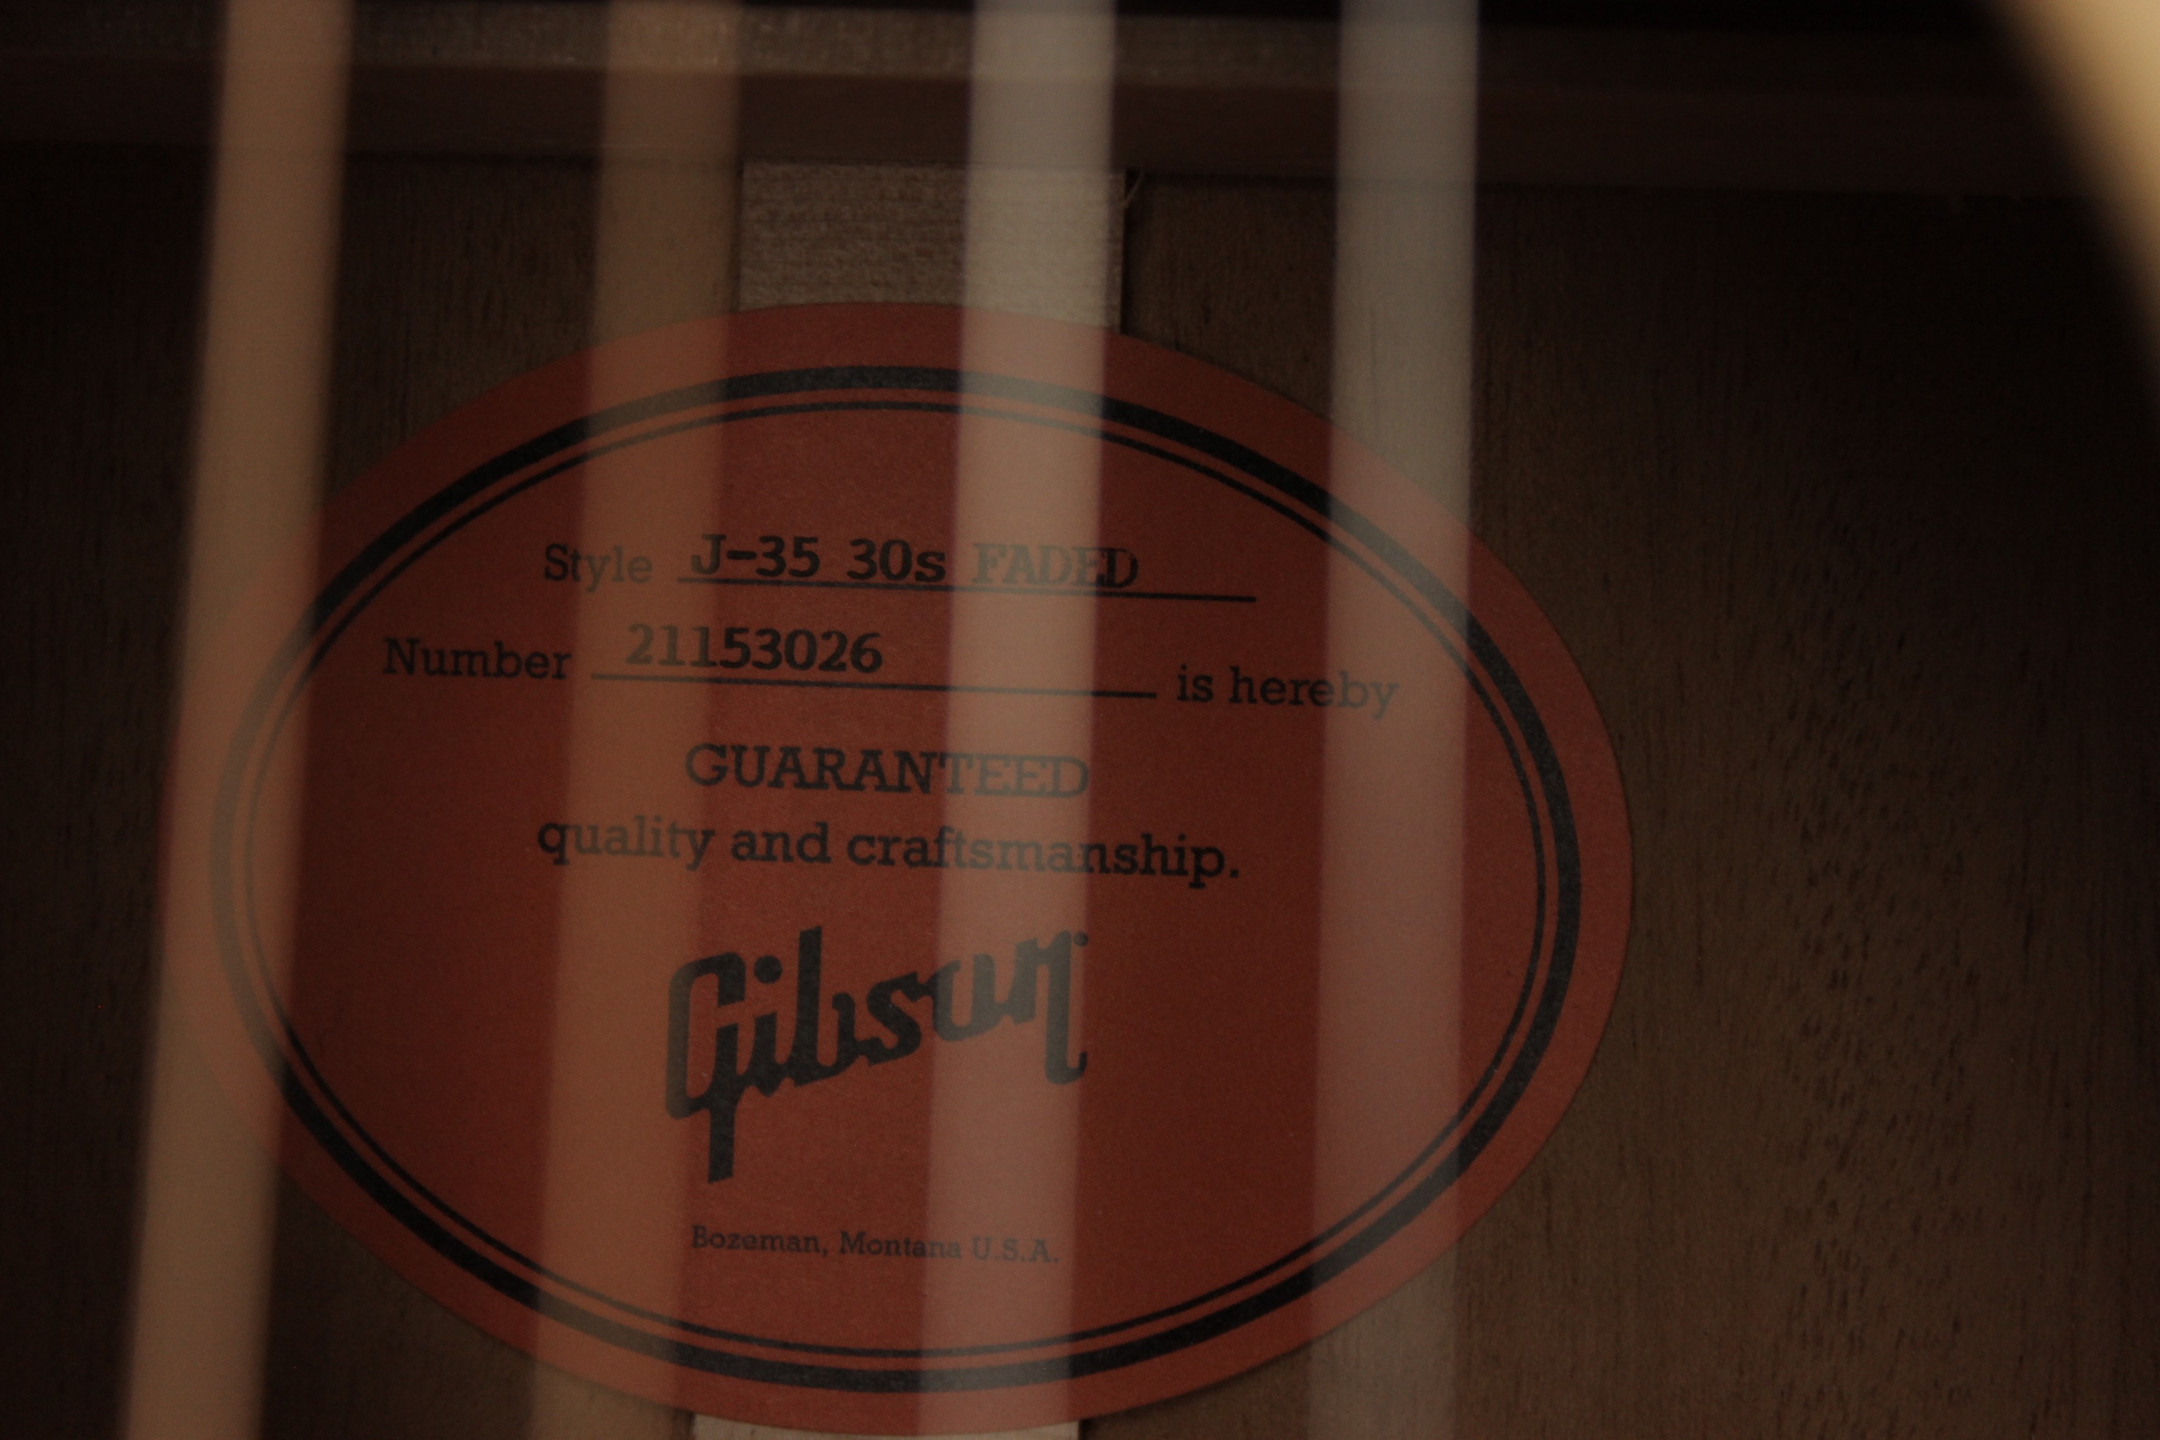 Style J-35 30s FADED
Number 21153026 is hereby
GUARANTEED
quality and craftsmanship.
Gibson
Bozeman, Montana U.S.A.